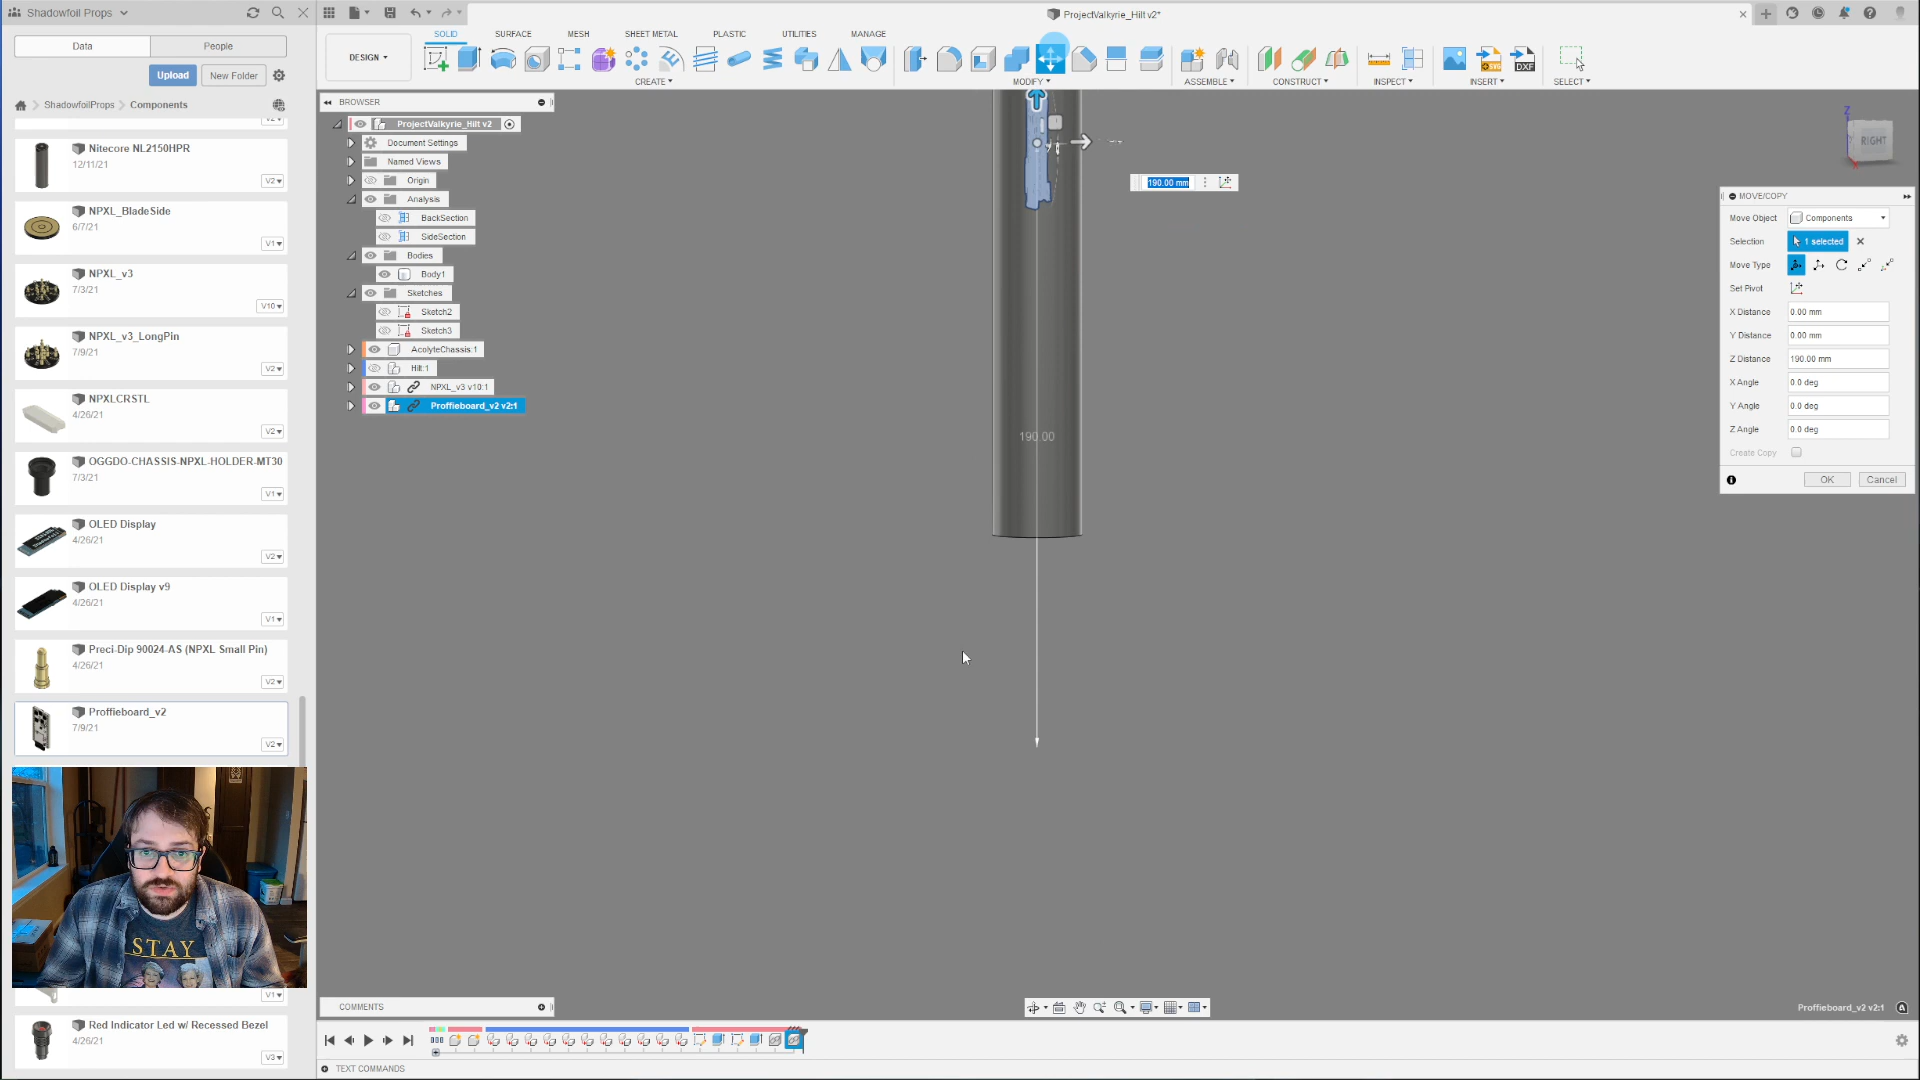 Shadowfoil Props
ProjectValkyrie_Hilt v2*
Data
People
Upload
New Folder
ShadowfoilProps
Components
V2
Nitecore NL2150HPR
12/11/21
V2
NPXL_BladeSide
6/7/21
V1
NPXL_v3
7/3/21
V10
NPXL_v3_LongPin
7/9/21
V2
NPXLCRSTL
4/26/21
V2
OGGDO-CHASSIS-NPXL-HOLDER-MT30
7/3/21
V1
OLED Display
4/26/21
V2
OLED Display v9
4/26/21
V1
Preci-Dip 90024-AS (NPXL Small Pin)
4/26/21
V2
Proffieboard_v2
7/9/21
V2
STAY
GOLDEN
V1
Red Indicator Led w/ Recessed Bezel
4/26/21
V3
DESIGN
SOLID
SURFACE
MESH
SHEET METAL
PLASTIC
UTILITIES
MANAGE
CREATE
MODIFY
ASSEMBLE
CONSTRUCT
INSPECT
INSERT
SELECT
SVG
DXF
BROWSER
ProjectValkyrie_Hilt v2
Document Settings
Named Views
Origin
Analysis
BackSection
SideSection
Bodies
Body1
Sketches
Sketch2
Sketch3
AcolyteChassis:1
Hilt:1
NPXL_v3 v10:1
Proffieboard_v2 v2:1
190.00 mm
190.00
Z
RIGHT
X
MOVE/COPY
Move Object
Components
Selection
1 selected
Move Type
Set Pivot
X Distance
0.00 mm
Y Distance
0.00 mm
Z Distance
190.00 mm
X Angle
0.0 deg
Y Angle
0.0 deg
Z Angle
0.0 deg
Create Copy
OK
Cancel
COMMENTS
Proffieboard_v2 v2:1
TEXT COMMANDS